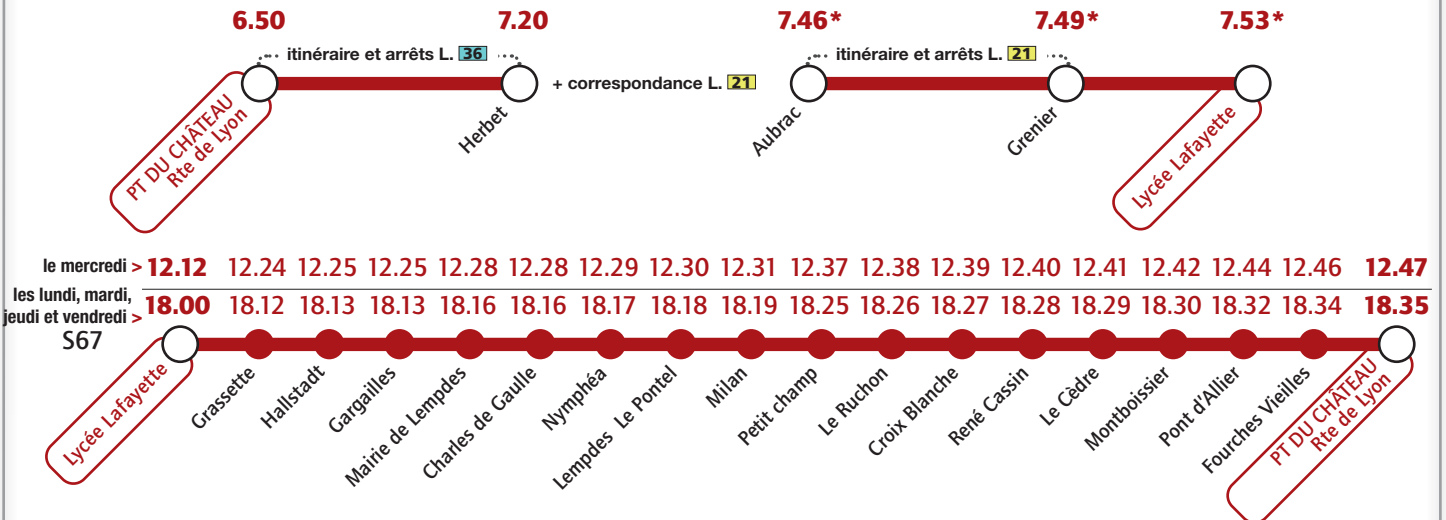 6.50 7.20 7.46* 7.49* 7.53*
itinéraire et arrêts L. 36 itinéraire et arrêts L. 21
+ correspondance L. 21
PT DU CHÂTEAU
Rte de Lyon
Herbet
Aubrac
Grenier
Lycée Lafayette
le mercredi > 12.12 12.24 12.25 12.25 12.28 12.28 12.29 12.30 12.31 12.37 12.38 12.39 12.40 12.41 12.42 12.44 12.46 12.47
les lundi, mardi,
jeudi et vendredi > 18.00 18.12 18.13 18.13 18.16 18.16 18.17 18.18 18.19 18.25 18.26 18.27 18.28 18.29 18.30 18.32 18.34 18.35
S67
Lycée Lafayette
Grassette
Hallstadt
Gargailles
Mairie de Lempdes
Charles de Gaulle
Nymphéa
Lempdes Le Pontel
Milan
Petit champ
Le Ruchon
Croix Blanche
René Cassin
Le Cèdre
Montboissier
Pont d'Allier
Fourches Vieilles
PT DU CHÂTEAU
Rte de Lyon